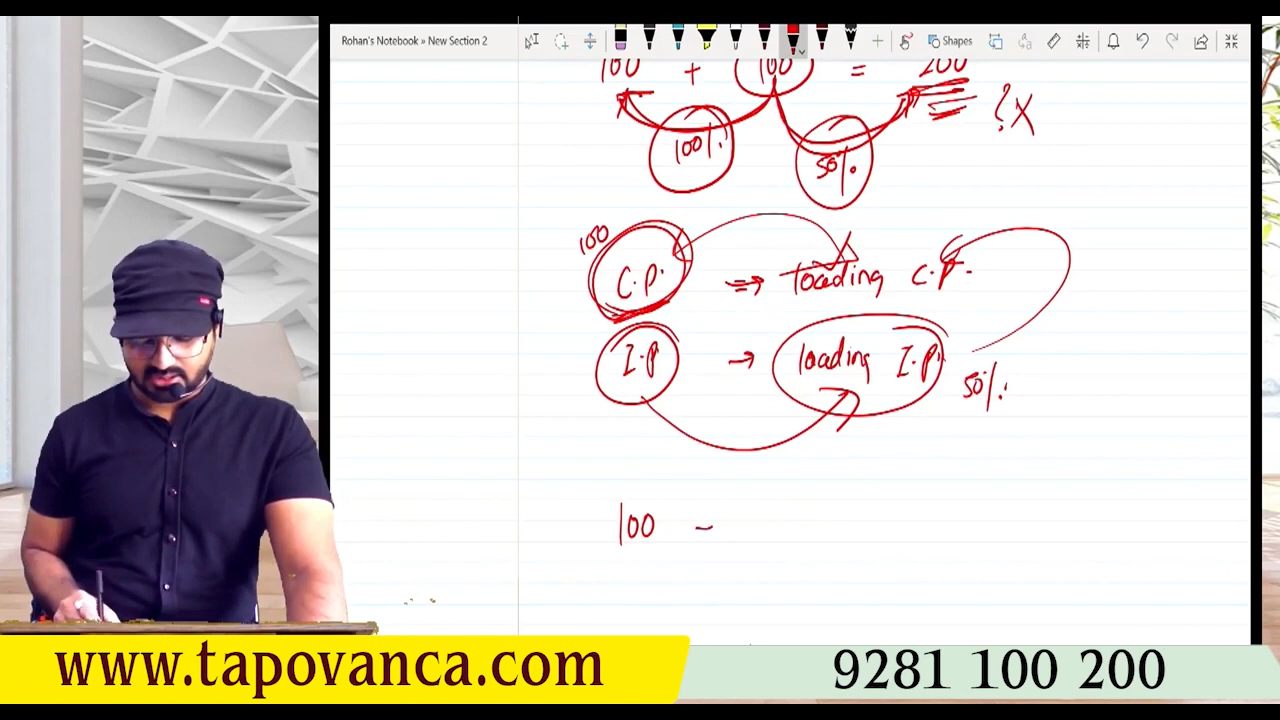 Rohan's Notebook » New Section 2
Shapes
100 + 100 = 200
? X
100%
50%
100
C.P. => loading C.P.
I.P → loading I.P.
50%
100 -
www.tapovanca.com
9281 100 200